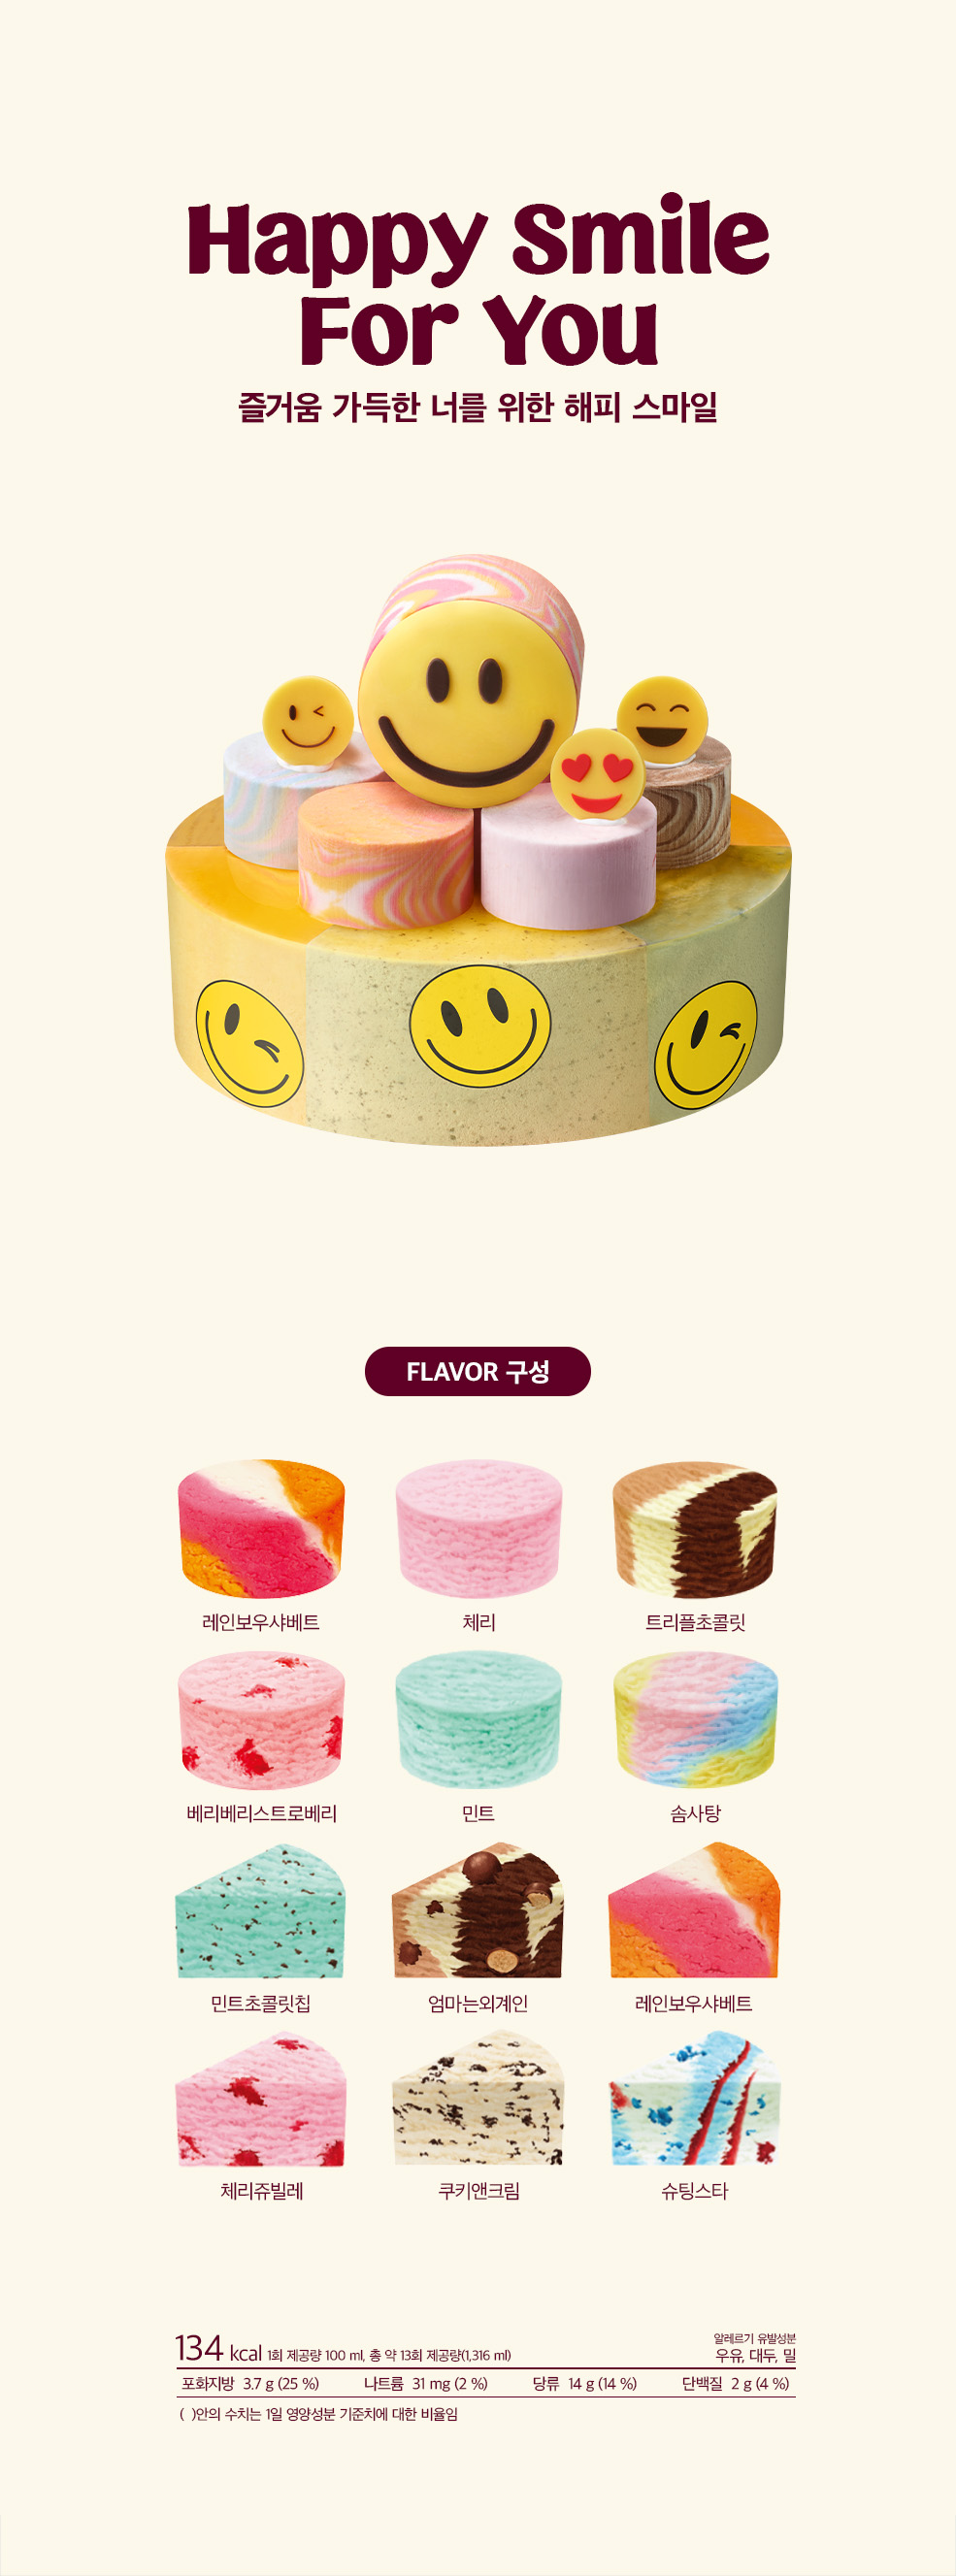 Happy Smile
For You
즐거움 가득한 너를 위한 해피 스마일
FLAVOR 구성
레인보우샤베트 체리 트리플초콜릿
베리베리스트로베리 민트 솜사탕
민트초콜릿칩 엄마는외계인 레인보우샤베트
체리쥬빌레 쿠키앤크림 슈팅스타
알레르기 유발성분
134 kcal 1회 제공량 100 ml, 총 약 13회 제공량(1,316 ml) 우유, 대두, 밀
포화지방 3.7 g (25 %) 나트륨 31 mg (2 %) 당류 14 g (14 %) 단백질 2 g (4 %)
( )안의 수치는 1일 영양성분 기준치에 대한 비율임